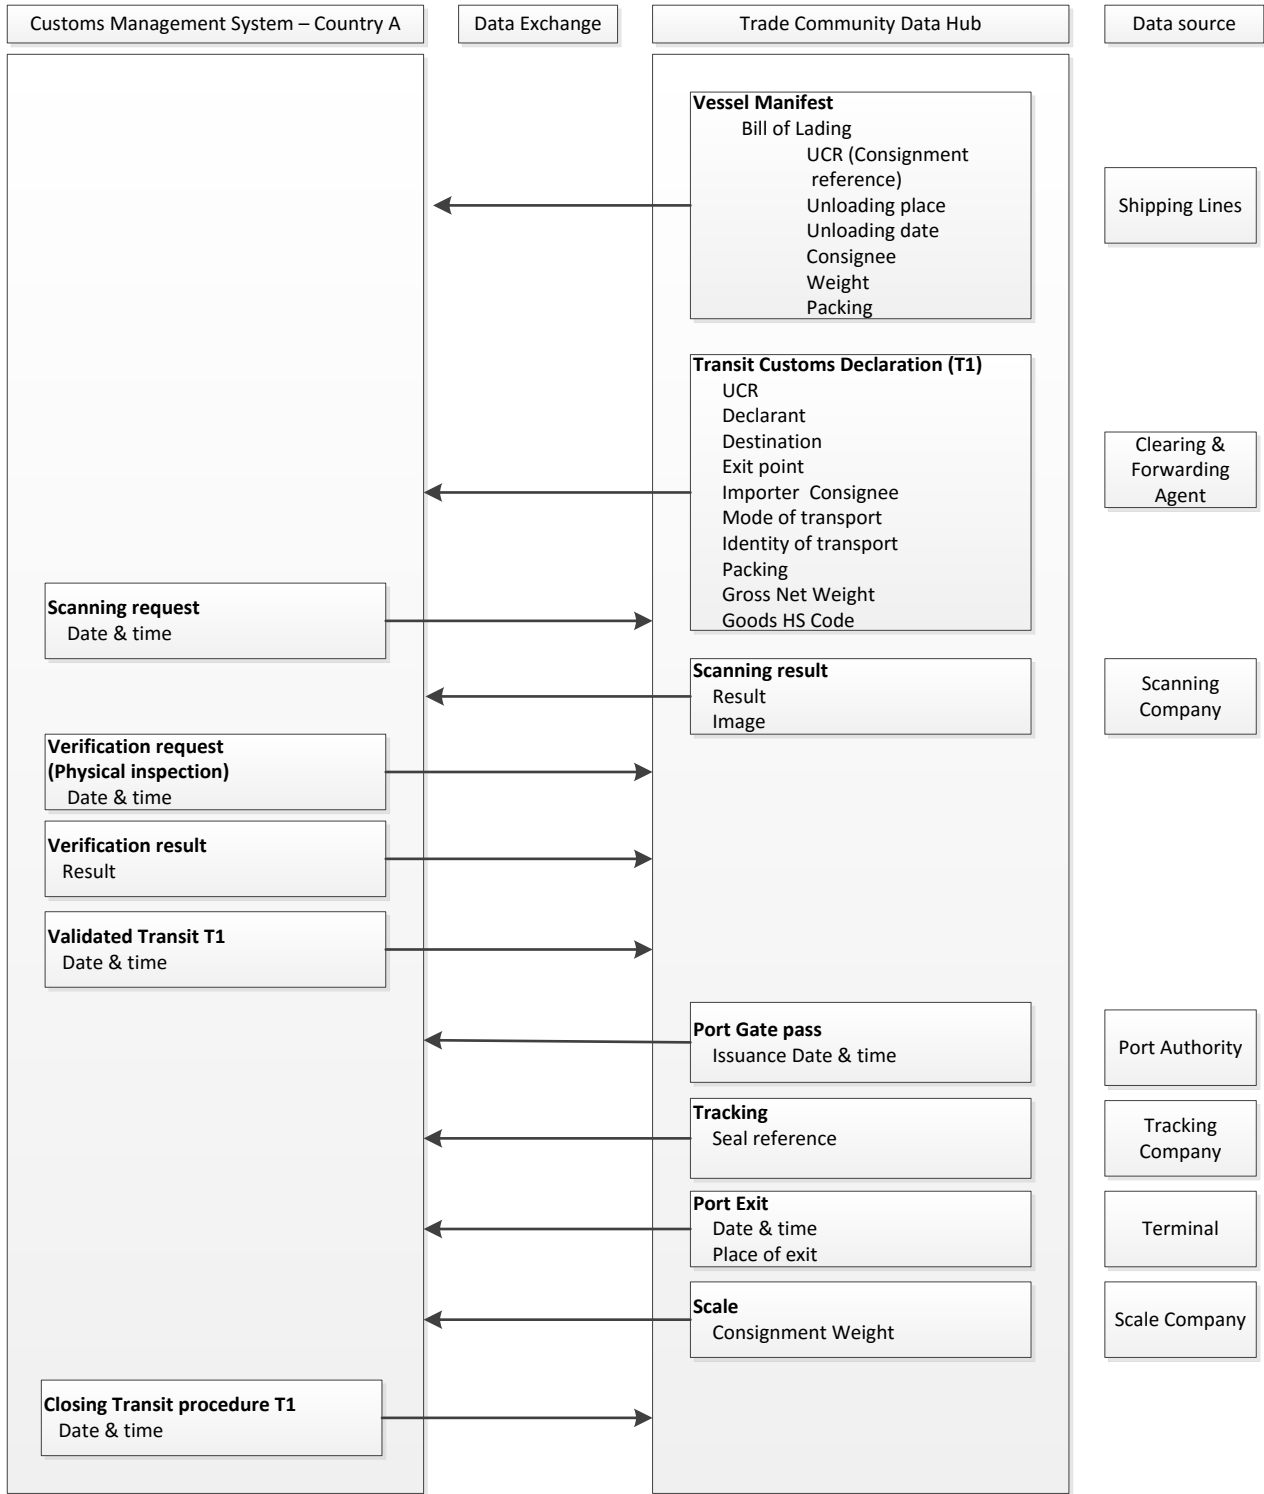 Customs Management System – Country A
Data Exchange
Trade Community Data Hub
Data source
Vessel Manifest
Bill of Lading
UCR (Consignment
reference)
Unloading place
Unloading date
Consignee
Weight
Packing
Shipping Lines
Transit Customs Declaration (T1)
UCR
Declarant
Destination
Exit point
Importer  Consignee
Mode of transport
Identity of transport
Packing
Gross Net Weight
Goods HS Code
Clearing &
Forwarding
Agent
Scanning request
Date & time
Scanning result
Result
Image
Scanning
Company
Verification request
(Physical inspection)
Date & time
Verification result
Result
Validated Transit T1
Date & time
Port Gate pass
Issuance Date & time
Port Authority
Tracking
Seal reference
Tracking
Company
Port Exit
Date & time
Place of exit
Terminal
Scale
Consignment Weight
Scale Company
Closing Transit procedure T1
Date & time